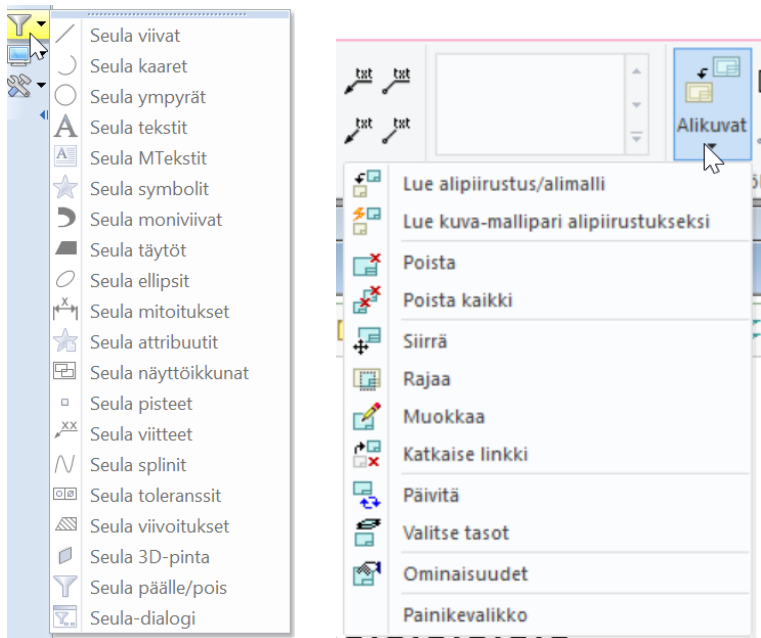 Seula viivat
Seula kaaret
Seula ympyrät
A Seula tekstit
A Seula MTekstit
Seula symbolit
Seula moniviivat
Seula täytöt
Seula ellipsit
X Seula mitoitukset
Seula attribuutit
Seula näyttöikkunat
Seula pisteet
XX Seula viitteet
Seula splinit
Seula toleranssit
Seula viivoitukset
Seula 3D-pinta
Seula päälle/pois
Seula-dialogi
txt txt
txt txt
Alikuvat
Lue alipiirustus/alimalli
Lue kuva-mallipari alipiirustukseksi
Poista
Poista kaikki
Siirrä
Rajaa
Muokkaa
Katkaise linkki
Päivitä
Valitse tasot
Ominaisuudet
Painikevalikko